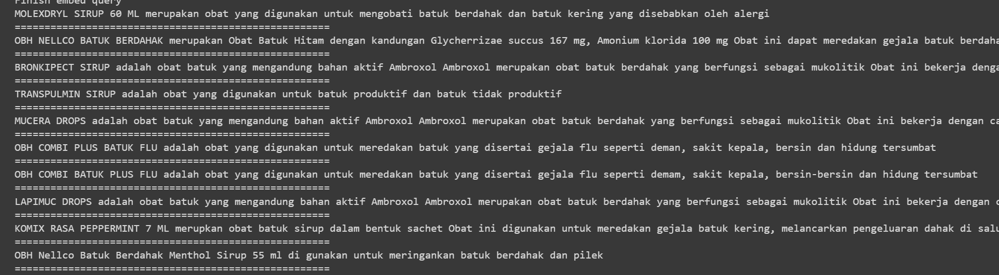 Finish embed query
MOLEXDRYL SIRUP 60 ML merupakan obat yang digunakan untuk mengobati batuk berdahak dan batuk kering yang disebabkan oleh alergi
=====================================================
OBH NELLCO BATUK BERDAHAK merupakan Obat Batuk Hitam dengan kandungan Glycherrizae succus 167 mg, Amonium klorida 100 mg Obat ini dapat meredakan gejala batuk berdaha
=====================================================
BRONKIPECT SIRUP adalah obat batuk yang mengandung bahan aktif Ambroxol Ambroxol merupakan obat batuk berdahak yang berfungsi sebagai mukolitik Obat ini bekerja denga
=====================================================
TRANSPULMIN SIRUP adalah obat yang digunakan untuk batuk produktif dan batuk tidak produktif
=====================================================
MUCERA DROPS adalah obat batuk yang mengandung bahan aktif Ambroxol Ambroxol merupakan obat batuk berdahak yang berfungsi sebagai mukolitik Obat ini bekerja dengan ca
=====================================================
OBH COMBI PLUS BATUK FLU adalah obat yang digunakan untuk meredakan batuk yang disertai gejala flu seperti deman, sakit kepala, bersin dan hidung tersumbat
=====================================================
OBH COMBI BATUK PLUS FLU adalah obat yang digunakan untuk meredakan batuk yang disertai gejala flu seperti demam, sakit kepala, bersin-bersin dan hidung tersumbat
=====================================================
LAPIMUC DROPS adalah obat batuk yang mengandung bahan aktif Ambroxol Ambroxol merupakan obat batuk berdahak yang berfungsi sebagai mukolitik Obat ini bekerja dengan
=====================================================
KOMIX RASA PEPPERMINT 7 ML merupkan obat batuk sirup dalam bentuk sachet Obat ini digunakan untuk meredakan gejala batuk kering, melancarkan pengeluaran dahak di salu
=====================================================
OBH Nellco Batuk Berdahak Menthol Sirup 55 ml di gunakan untuk meringankan batuk berdahak dan pilek
=====================================================